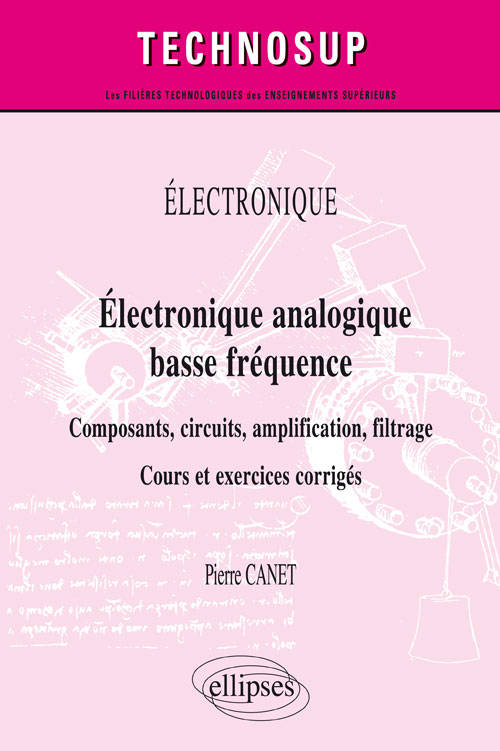 TECHNOSUP
Les FILIÈRES TECHNOLOGIQUES des ENSEIGNEMENTS SUPÉRIEURS
ÉLECTRONIQUE
Électronique analogique
basse fréquence
Composants, circuits, amplification, filtrage
Cours et exercices corrigés
Pierre CANET
ellipses